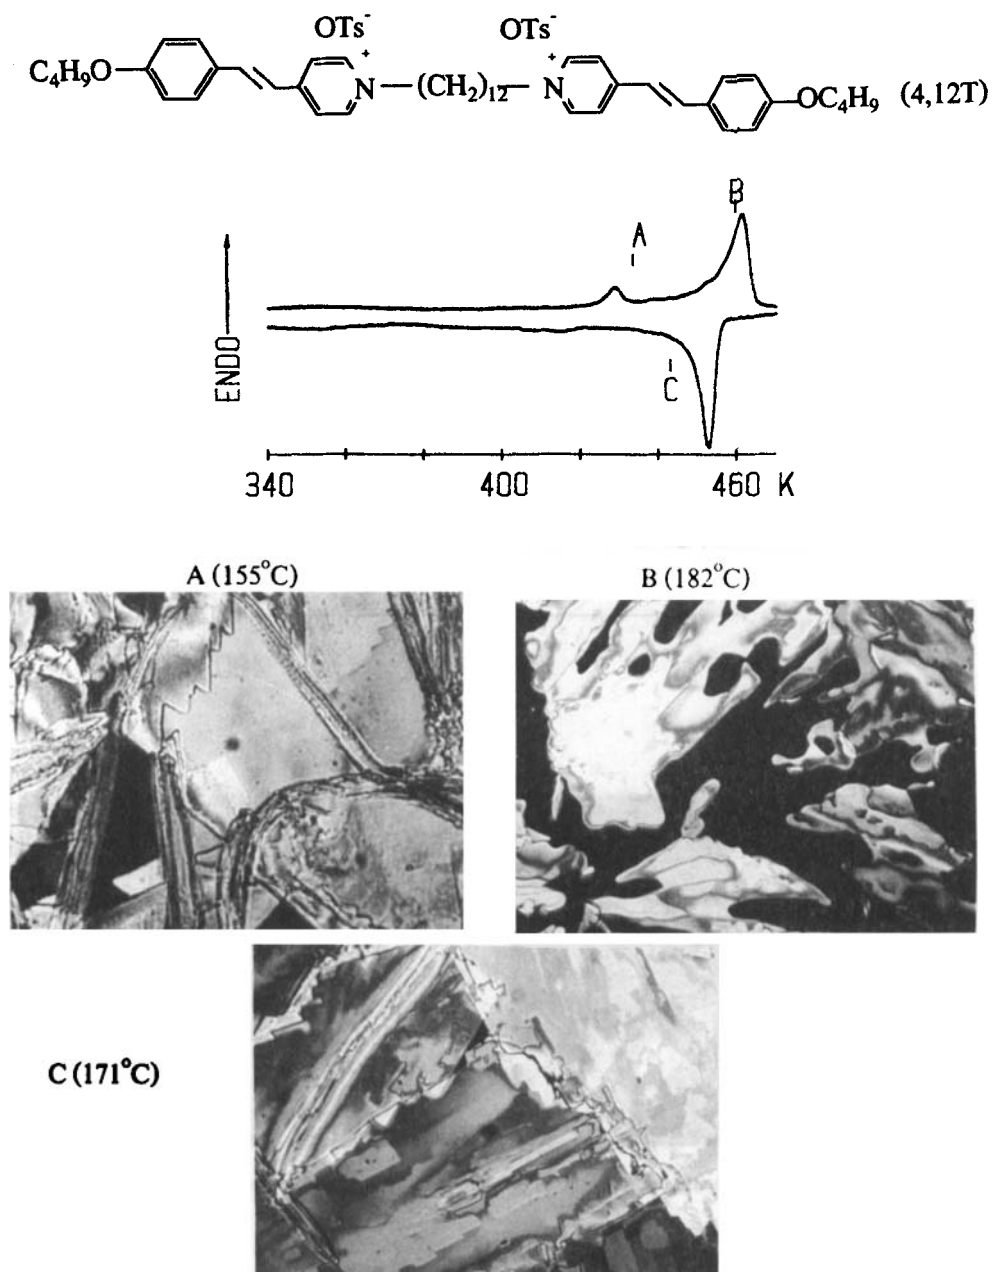 OTs⁻ OTs⁻
C₄H₉O + N —(CH₂)₁₂— + N OC₄H₉ (4,12T)
B
A
ENDO
C
340 400 460 K
A (155°C) B (182°C)
C (171°C)